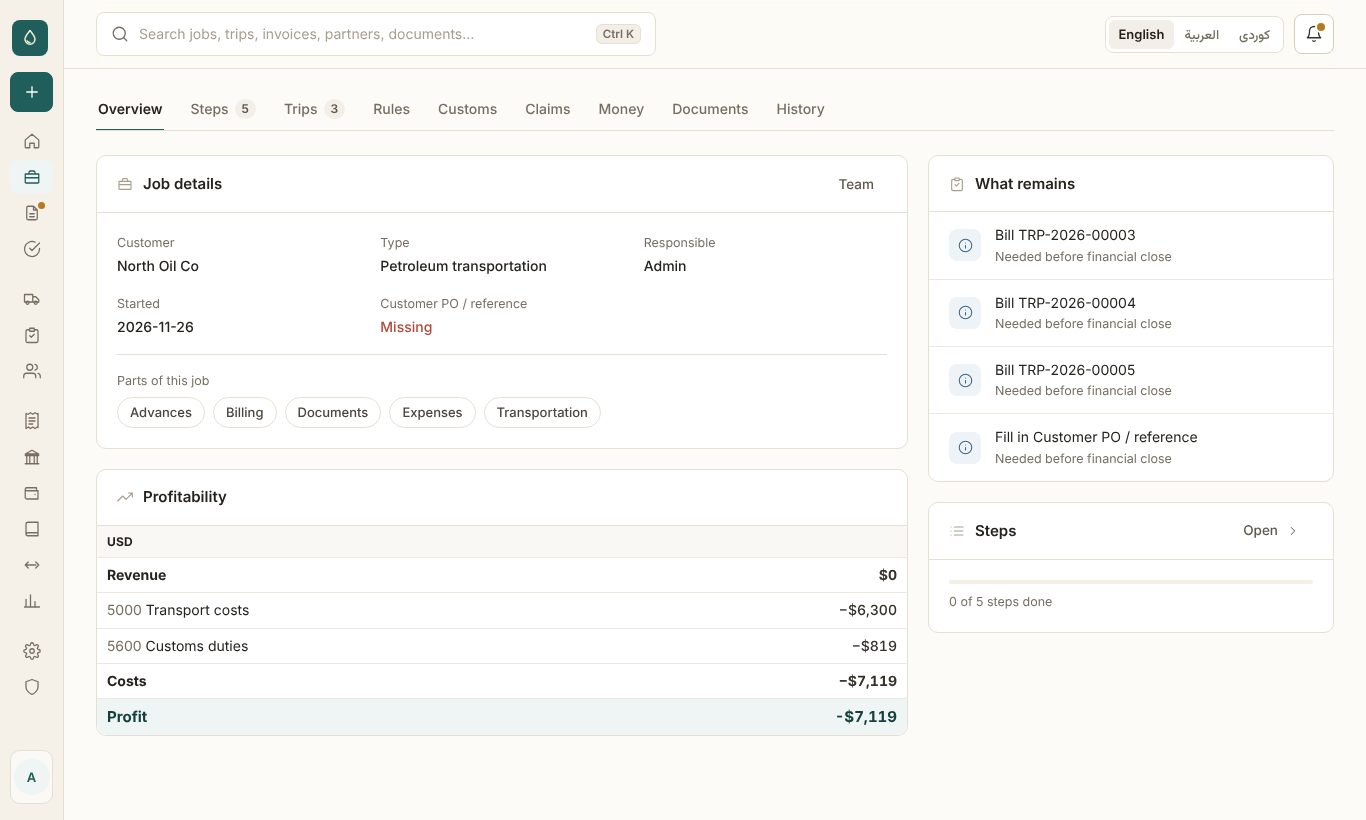 Search jobs, trips, invoices, partners, documents...
Ctrl K
English
العربية
کوردی
Overview
Steps 5
Trips 3
Rules
Customs
Claims
Money
Documents
History
Job details
Team
Customer
North Oil Co
Type
Petroleum transportation
Responsible
Admin
Started
2026-11-26
Customer PO / reference
Missing
Parts of this job
Advances
Billing
Documents
Expenses
Transportation
Profitability
USD
Revenue $0
5000 Transport costs −$6,300
5600 Customs duties −$819
Costs −$7,119
Profit -$7,119
What remains
Bill TRP-2026-00003
Needed before financial close
Bill TRP-2026-00004
Needed before financial close
Bill TRP-2026-00005
Needed before financial close
Fill in Customer PO / reference
Needed before financial close
Steps
Open
0 of 5 steps done
A